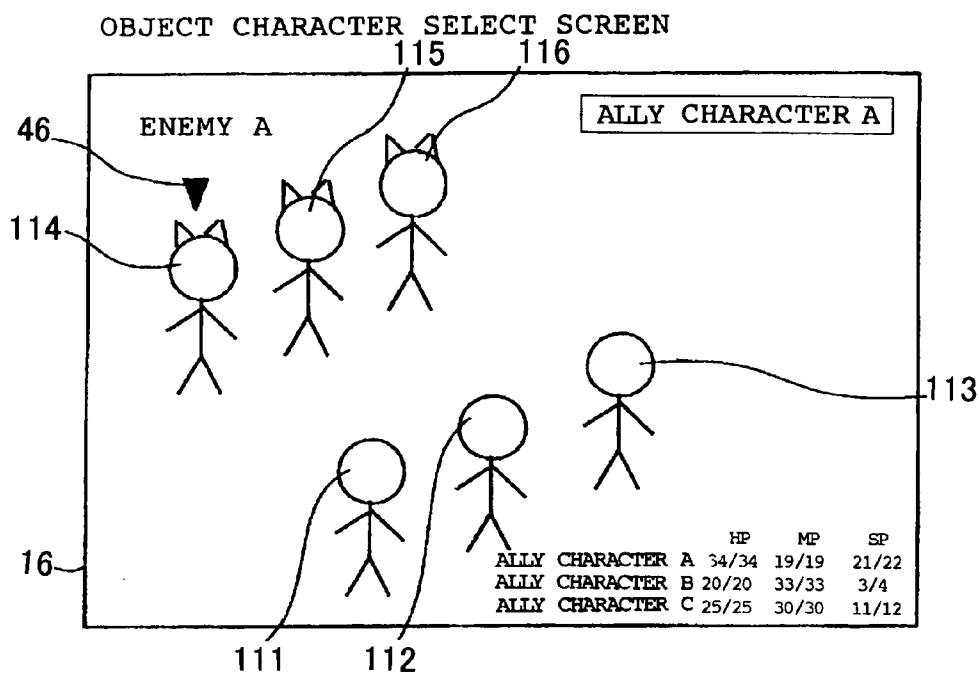 OBJECT CHARACTER SELECT SCREEN
115
116
46
ENEMY A
ALLY CHARACTER A
114
113
HP MP SP
16
ALLY CHARACTER A 34/34 19/19 21/22
ALLY CHARACTER B 20/20 33/33 3/4
ALLY CHARACTER C 25/25 30/30 11/12
111
112